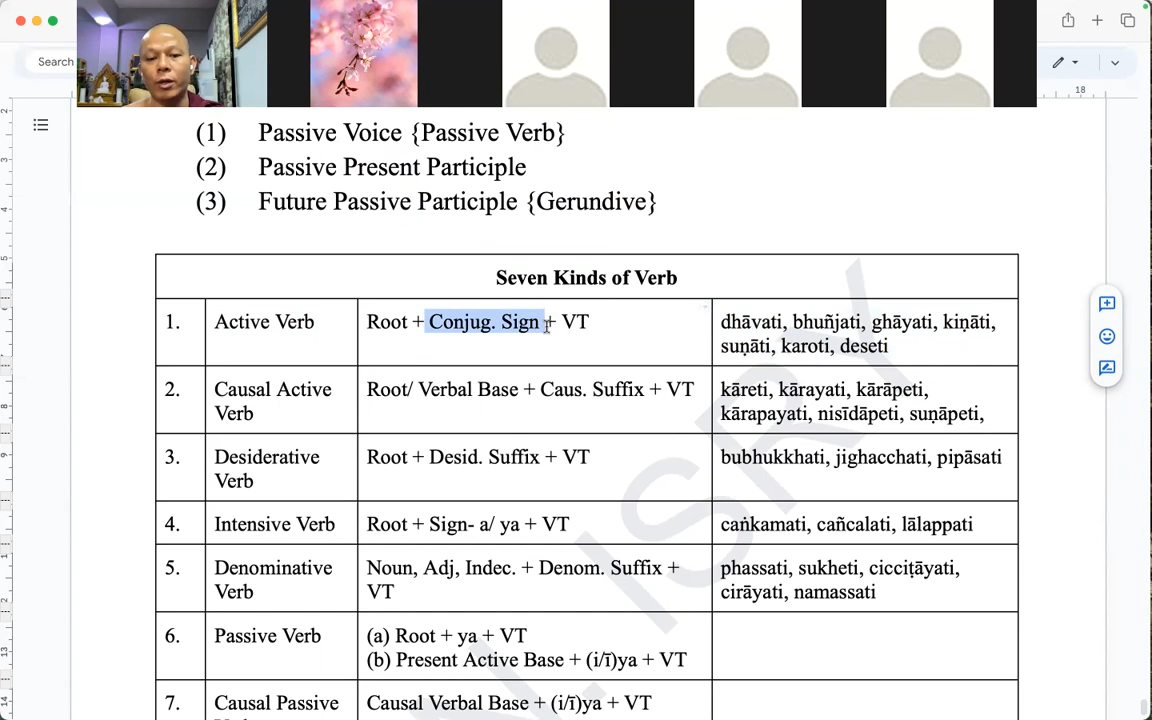 Search
18
(1) Passive Voice {Passive Verb}
(2) Passive Present Participle
(3) Future Passive Participle {Gerundive}
Seven Kinds of Verb
1. Active Verb Root + Conjug. Sign + VT dhāvati, bhuñjati, ghāyati, kiṇāti,
suṇāti, karoti, deseti
2. Causal Active Root/ Verbal Base + Caus. Suffix + VT kāreti, kārayati, kārāpeti,
Verb kārapayati, nisīdāpeti, suṇāpeti,
3. Desiderative Root + Desid. Suffix + VT bubhukkhati, jighacchati, pipāsati
Verb
4. Intensive Verb Root + Sign- a/ ya + VT caṅkamati, cañcalati, lālappati
5. Denominative Noun, Adj, Indec. + Denom. Suffix + phassati, sukheti, cicciṭāyati,
Verb VT cirāyati, namassati
6. Passive Verb (a) Root + ya + VT
(b) Present Active Base + (i/ī)ya + VT
7. Causal Passive Causal Verbal Base + (i/ī)ya + VT